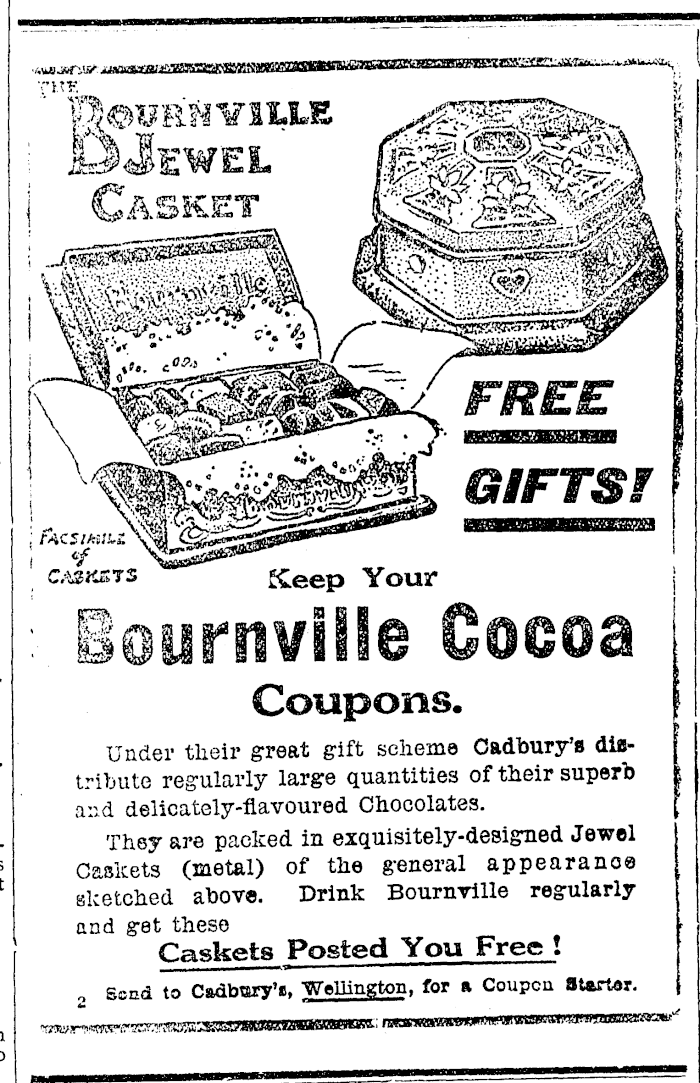 THE
BOURNVILLE
JEWEL
CASKET
Bournville
FREE
GIFTS!
FACSIMILE
of
CASKETS
Keep Your
Bournville Cocoa
Coupons.
Under their great gift scheme Cadbury's dis-
tribute regularly large quantities of their superb
and delicately-flavoured Chocolates.
They are packed in exquisitely-designed Jewel
Caskets (metal) of the general appearance
sketched above. Drink Bournville regularly
and get these
Caskets Posted You Free!
2 Send to Cadbury's, Wellington, for a Coupon Starter.